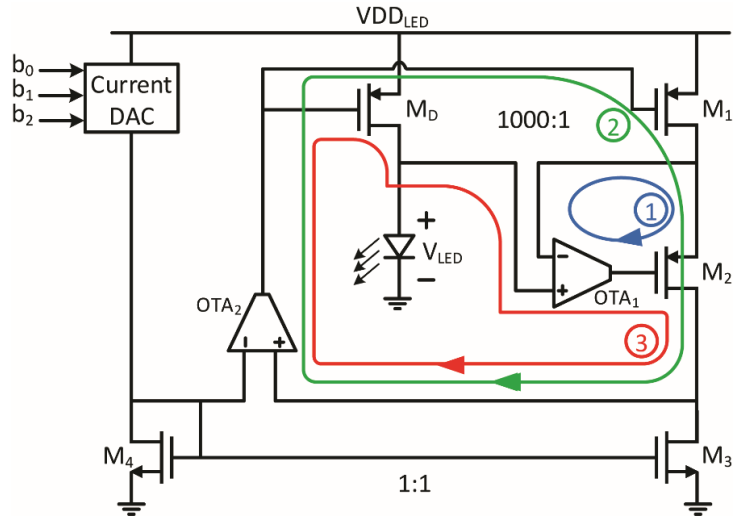 VDD_LED
b₀
b₁
b₂
Current
DAC
M_D
1000:1
M₁
2
1
+
V_LED
−
−
+
OTA₁
M₂
OTA₂
−
+
3
M₄
M₃
1:1